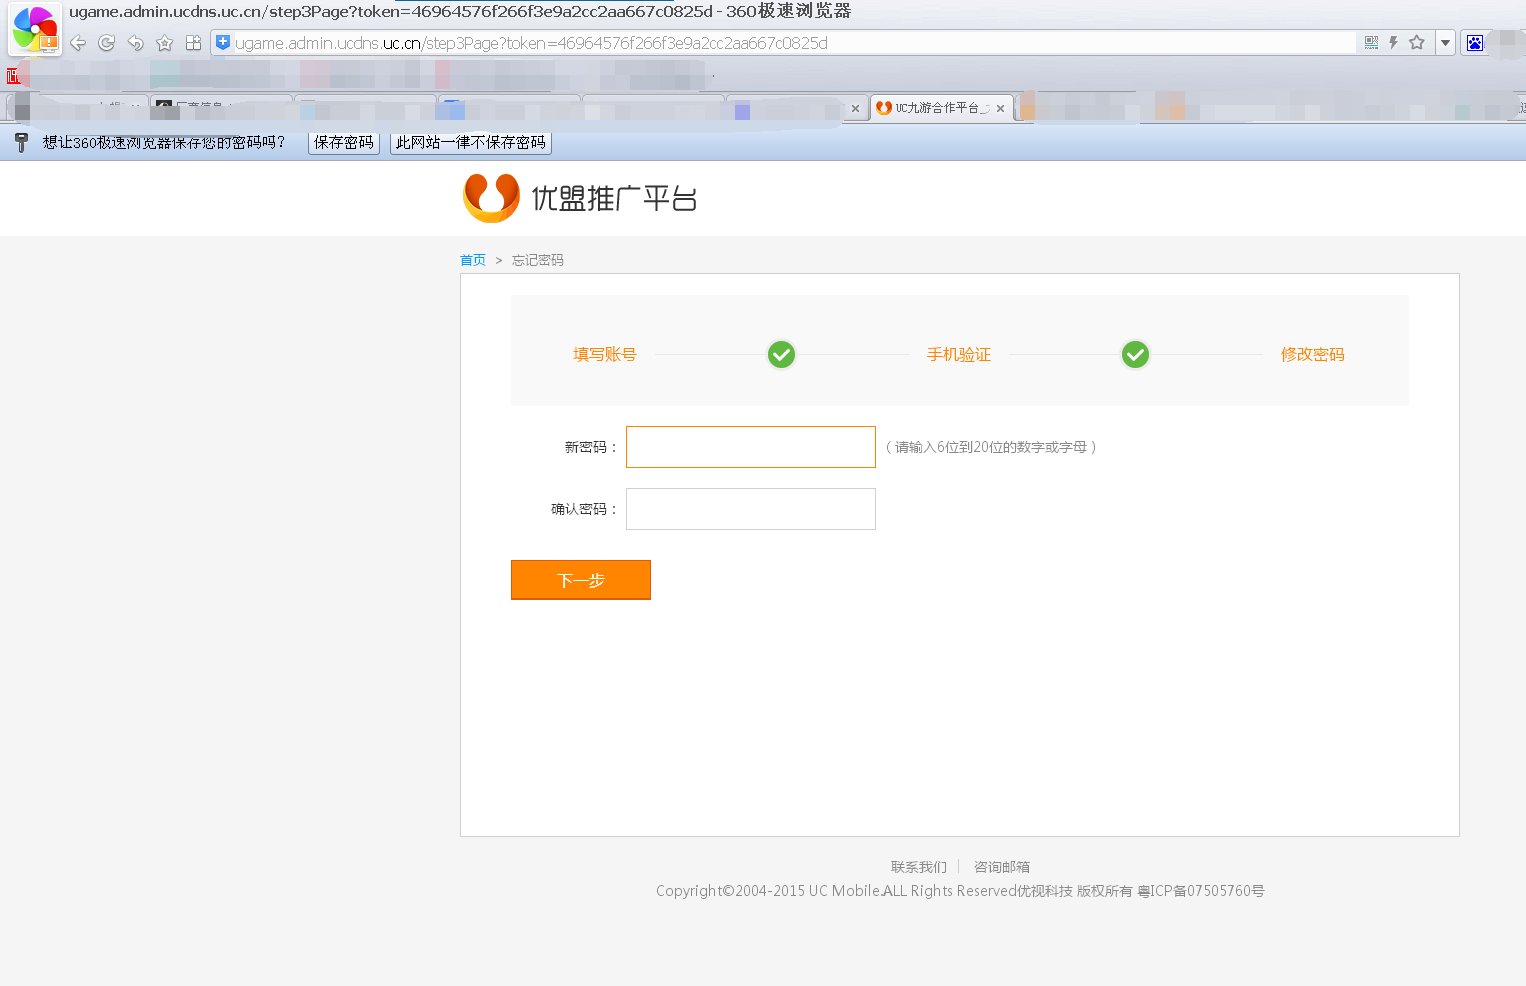 ugame.admin.ucdns.uc.cn/step3Page?token=46964576f266f3e9a2cc2aa667c0825d - 360极速浏览器
ugame.admin.ucdns.uc.cn/step3Page?token=46964576f266f3e9a2cc2aa667c0825d
UC九游合作平台_
想让360极速浏览器保存您的密码吗? 保存密码 此网站一律不保存密码
优盟推广平台
首页 > 忘记密码
填写账号 手机验证 修改密码
新密码： （请输入6位到20位的数字或字母）
确认密码：
下一步
联系我们 咨询邮箱
Copyright©2004-2015 UC Mobile.ALL Rights Reserved优视科技 版权所有 粤ICP备07505760号